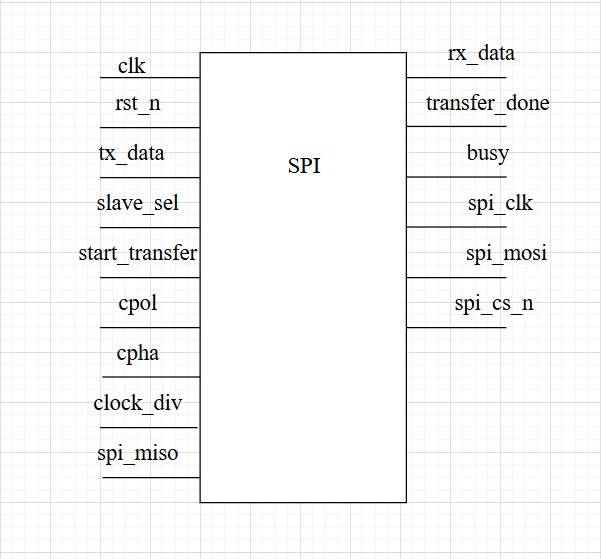 clk
rst_n
tx_data
slave_sel
start_transfer
cpol
cpha
clock_div
spi_miso
SPI
rx_data
transfer_done
busy
spi_clk
spi_mosi
spi_cs_n